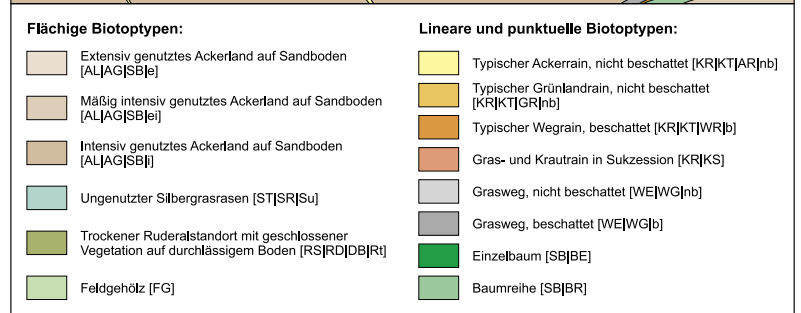 Flächige Biotoptypen:
Extensiv genutztes Ackerland auf Sandboden
[AL|AG|SB|e]
Mäßig intensiv genutztes Ackerland auf Sandboden
[AL|AG|SB|ei]
Intensiv genutztes Ackerland auf Sandboden
[AL|AG|SB|i]
Ungenutzter Silbergrasrasen [ST|SR|Su]
Trockener Ruderalstandort mit geschlossener
Vegetation auf durchlässigem Boden [RS|RD|DB|Rt]
Feldgehölz [FG]
Lineare und punktuelle Biotoptypen:
Typischer Ackerrain, nicht beschattet [KR|KT|AR|nb]
Typischer Grünlandrain, nicht beschattet
[KR|KT|GR|nb]
Typischer Wegrain, beschattet [KR|KT|WR|b]
Gras- und Krautrain in Sukzession [KR|KS]
Grasweg, nicht beschattet [WE|WG|nb]
Grasweg, beschattet [WE|WG|b]
Einzelbaum [SB|BE]
Baumreihe [SB|BR]